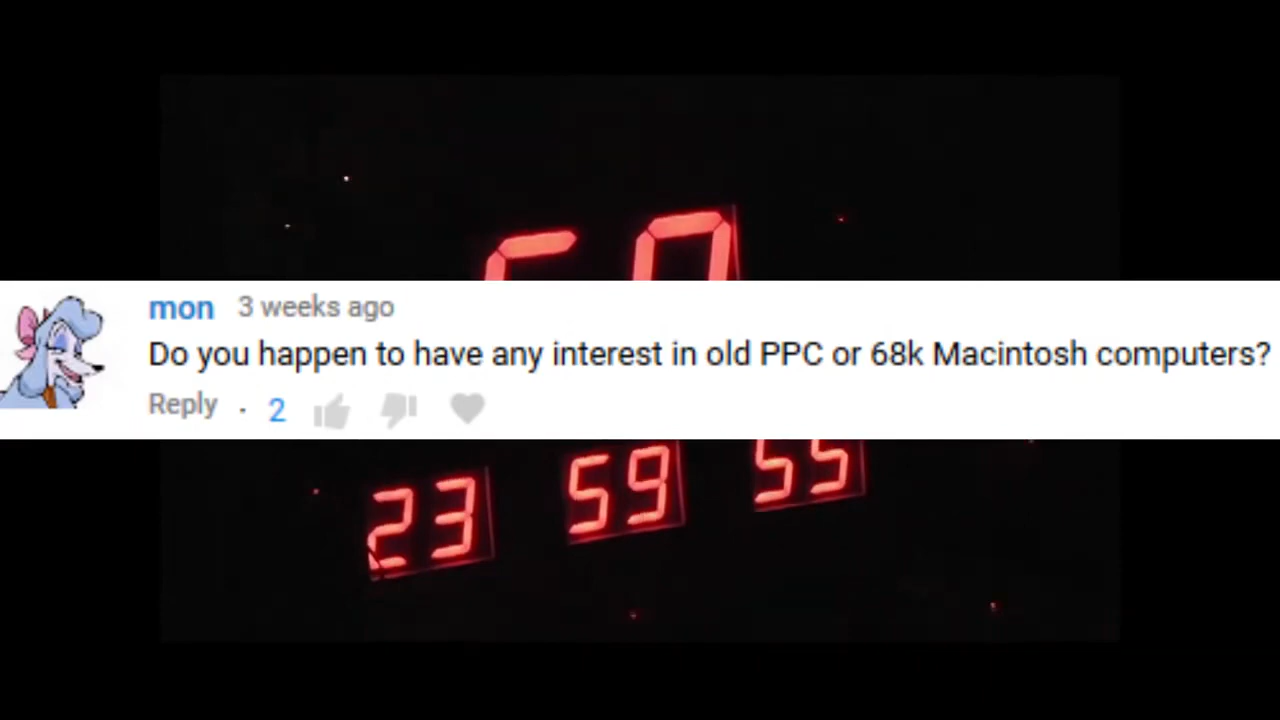 mon 3 weeks ago
Do you happen to have any interest in old PPC or 68k Macintosh computers?
Reply · 2
23 59 55